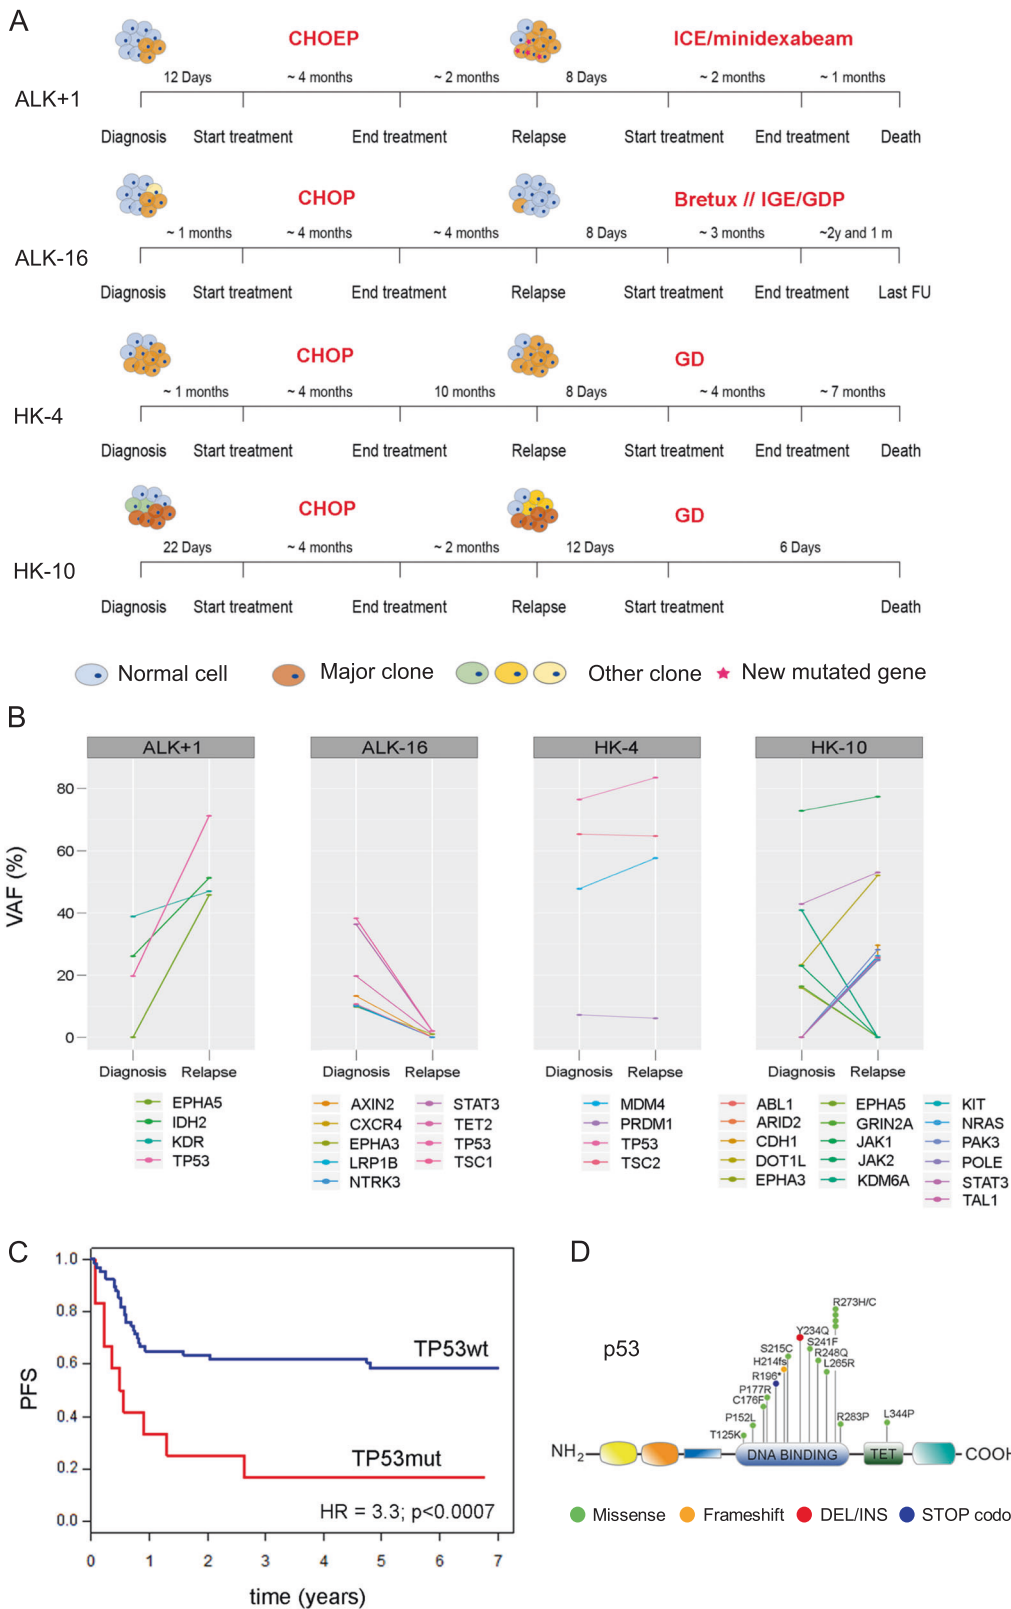 A
CHOEP
ICE/minidexabeam
12 Days
~ 4 months
~ 2 months
8 Days
~ 2 months
~ 1 months
ALK+1
Diagnosis
Start treatment
End treatment
Relapse
Start treatment
End treatment
Death
CHOP
Bretux // IGE/GDP
~ 1 months
~ 4 months
~ 4 months
8 Days
~ 3 months
~2y and 1 m
ALK-16
Diagnosis
Start treatment
End treatment
Relapse
Start treatment
End treatment
Last FU
CHOP
GD
~ 1 months
~ 4 months
10 months
8 Days
~ 4 months
~ 7 months
HK-4
Diagnosis
Start treatment
End treatment
Relapse
Start treatment
End treatment
Death
CHOP
GD
22 Days
~ 4 months
~ 2 months
12 Days
6 Days
HK-10
Diagnosis
Start treatment
End treatment
Relapse
Start treatment
Death
Normal cell
Major clone
Other clone
New mutated gene
B
ALK+1
ALK-16
HK-4
HK-10
VAF (%)
80
60
40
20
0
Diagnosis
Relapse
Diagnosis
Relapse
Diagnosis
Relapse
Diagnosis
Relapse
EPHA5
IDH2
KDR
TP53
AXIN2
CXCR4
EPHA3
LRP1B
NTRK3
STAT3
TET2
TP53
TSC1
MDM4
PRDM1
TP53
TSC2
ABL1
ARID2
CDH1
DOT1L
EPHA3
EPHA5
GRIN2A
JAK1
JAK2
KDM6A
KIT
NRAS
PAK3
POLE
STAT3
TAL1
C
PFS
1.0
0.8
0.6
0.4
0.2
0.0
TP53wt
TP53mut
HR = 3.3; p<0.0007
0
1
2
3
4
5
6
7
time (years)
D
p53
R273H/C
Y234Q
S241F
S215C
R248Q
H214fs
L265R
R196*
P177R
C176F
P152L
R283P
L344P
T125K
NH2
DNA BINDING
TET
COOH
Missense
Frameshift
DEL/INS
STOP codo